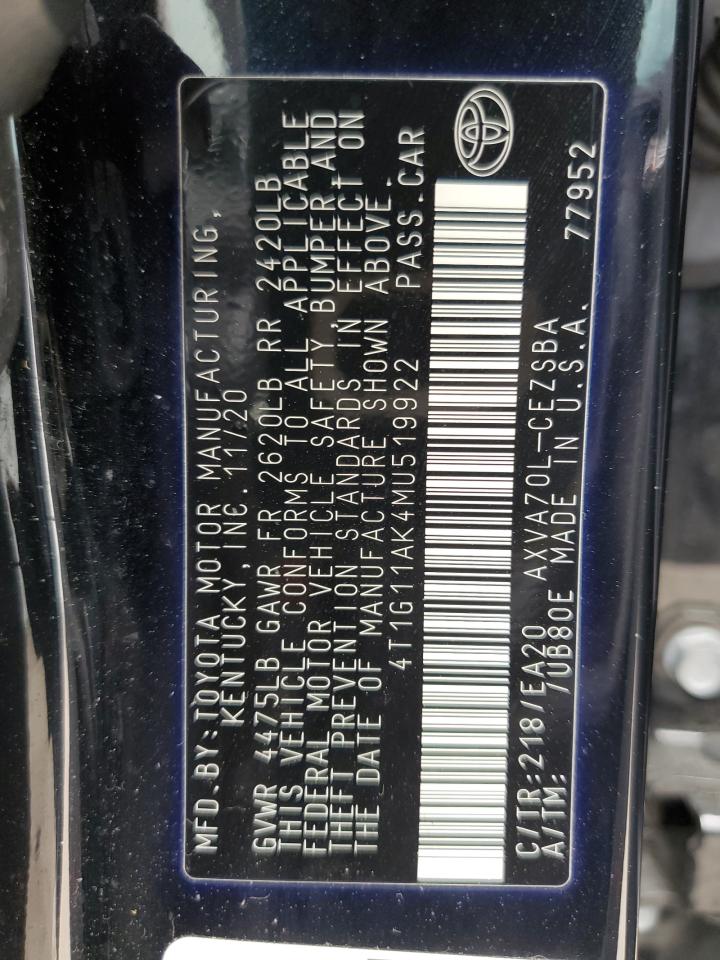 MFD.BY:TOYOTA MOTOR MANUFACTURING,
KENTUCKY,INC. 11/20
GVWR 4475LB GAWR FR 2620LB RR 2420LB
THIS VEHICLE CONFORMS TO ALL APPLICABLE
FEDERAL MOTOR VEHICLE SAFETY, BUMPER, AND
THEFT PREVENTION STANDARDS IN EFFECT ON
THE DATE OF MANUFACTURE SHOWN ABOVE.
4T1G11AK4MU519922 PASS.CAR
C/TR:218/EA20 AXVA70L-CEZSBA 77952
A/TM: /UB80E MADE IN U.S.A.